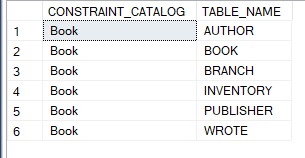 CONSTRAINT_CATALOG TABLE_NAME
1 Book AUTHOR
2 Book BOOK
3 Book BRANCH
4 Book INVENTORY
5 Book PUBLISHER
6 Book WROTE